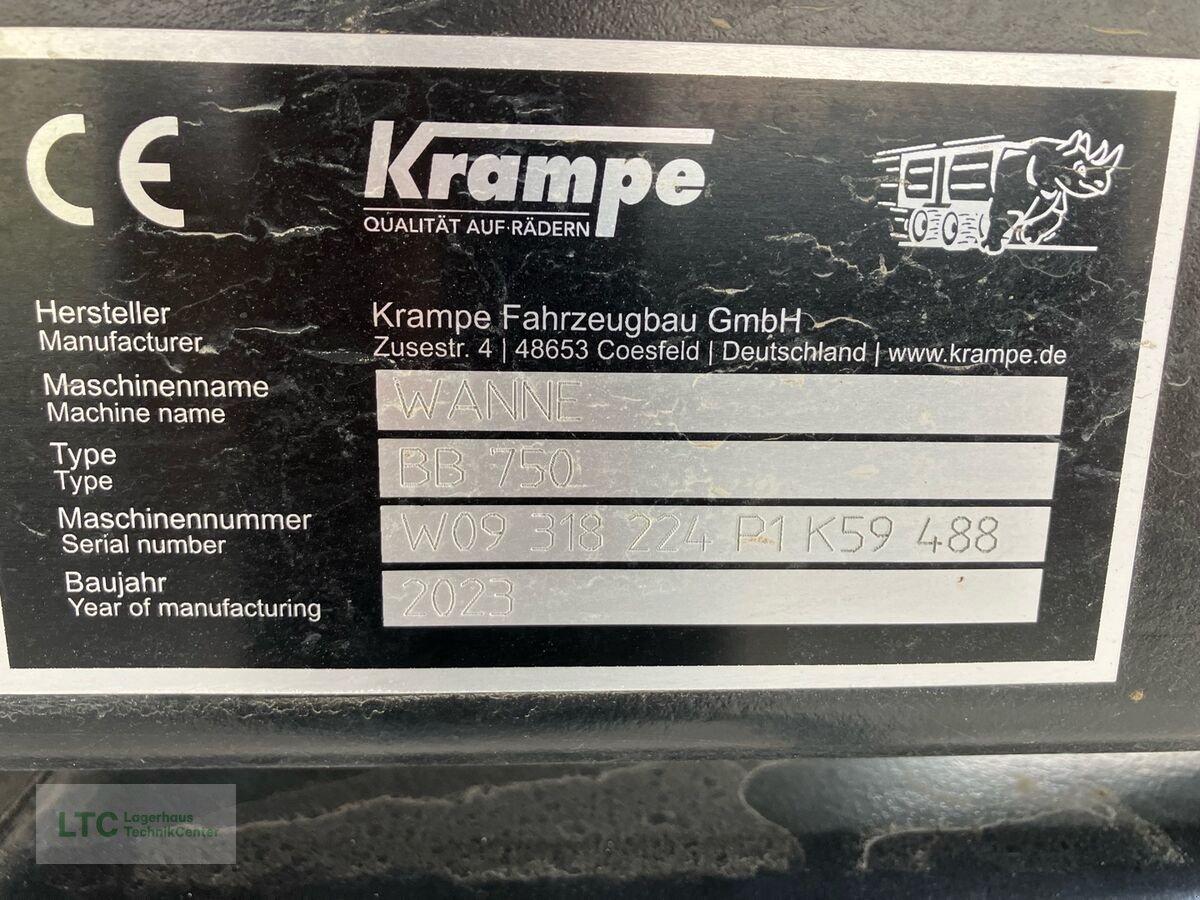 CE
Krampe
QUALITÄT AUF RÄDERN
Hersteller
Manufacturer
Krampe Fahrzeugbau GmbH
Zusestr. 4 | 48653 Coesfeld | Deutschland | www.krampe.de
Maschinenname
Machine name
WANNE
Type
Type
BB 750
Maschinennummer
Serial number
W09 318 224 P1 K59 488
Baujahr
Year of manufacturing
2023
LTC Lagerhaus
TechnikCenter